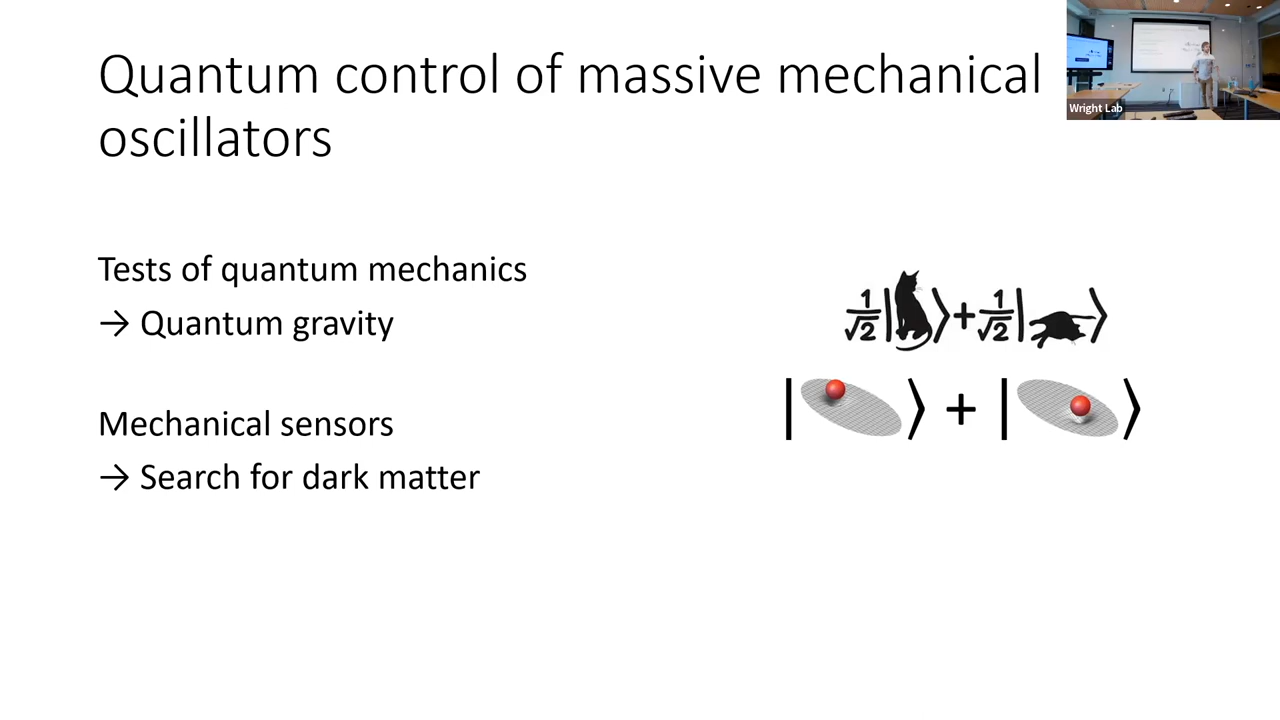 Quantum control of massive mechanical
oscillators
Wright Lab
Tests of quantum mechanics
→ Quantum gravity
Mechanical sensors
→ Search for dark matter
1/√2| ⟩+1/√2| ⟩
| ⟩ + | ⟩